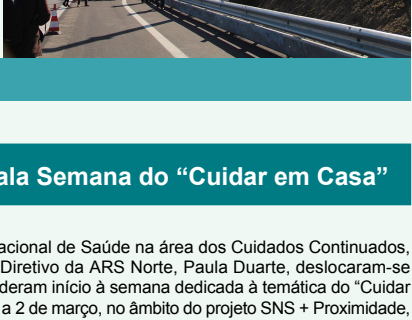 ala Semana do “Cuidar em Casa”
acional de Saúde na área dos Cuidados Continuados,
Diretivo da ARS Norte, Paula Duarte, deslocaram-se
deram início à semana dedicada à temática do “Cuidar
a 2 de março, no âmbito do projeto SNS + Proximidade,